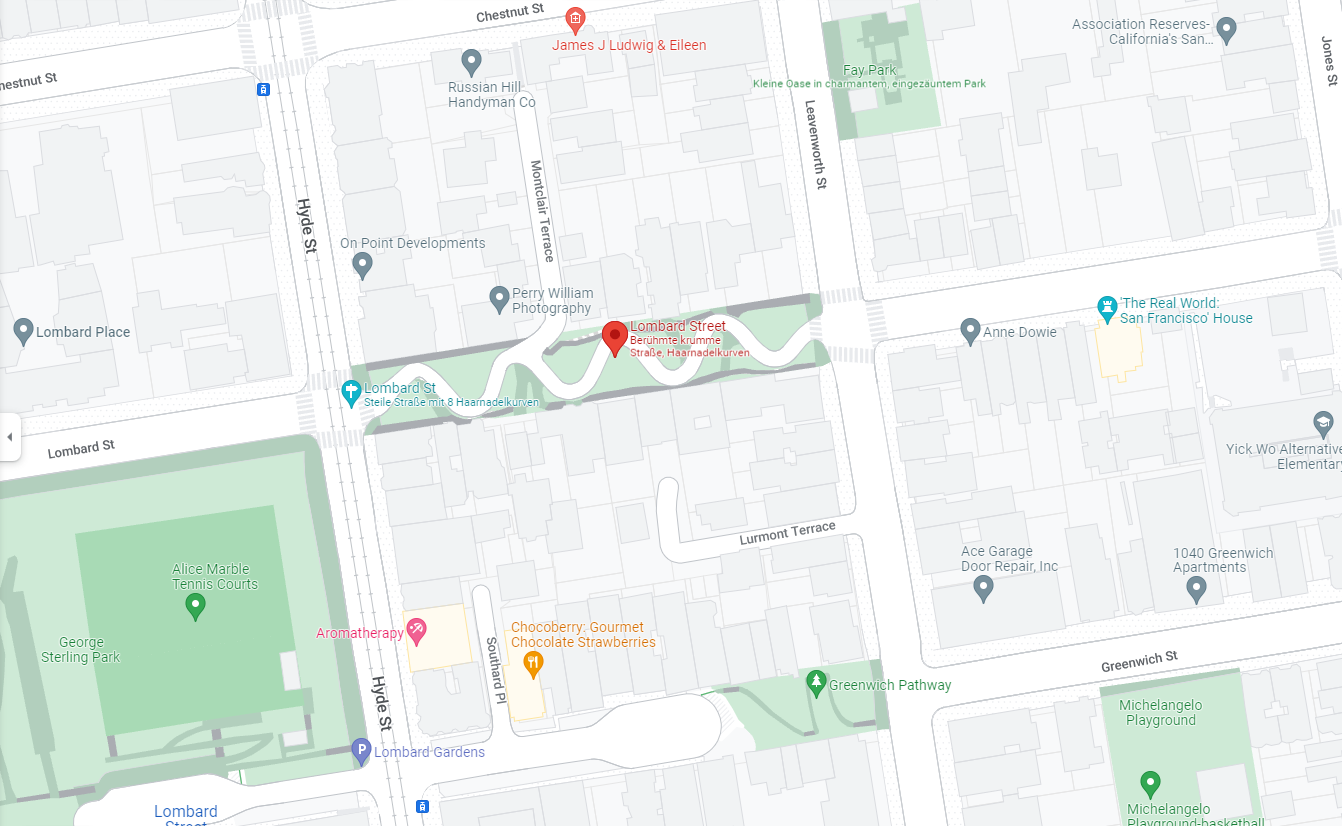 Chestnut St
James J Ludwig & Eileen
Association Reserves-
California's San...
Jones St
hestnut St
Russian Hill
Handyman Co
Fay Park
Kleine Oase in charmantem, eingezäuntem Park
Leavenworth St
Montclair Terrace
Hyde St
On Point Developments
Perry William
Photography
Lombard Place
Lombard Street
Berühmte krumme
Straße, Haarnadelkurven
'The Real World:
San Francisco' House
Anne Dowie
Lombard St
Steile Straße mit 8 Haarnadelkurven
Lombard St
Yick Wo Alternative
Elementary
Lurmont Terrace
Ace Garage
Door Repair, Inc
1040 Greenwich
Apartments
Alice Marble
Tennis Courts
George
Sterling Park
Aromatherapy
Chocoberry: Gourmet
Chocolate Strawberries
Southard Pl
Greenwich St
Greenwich Pathway
Hyde St
Michelangelo
Playground
P
Lombard Gardens
Lombard
Street
Michelangelo
Playground-basketball